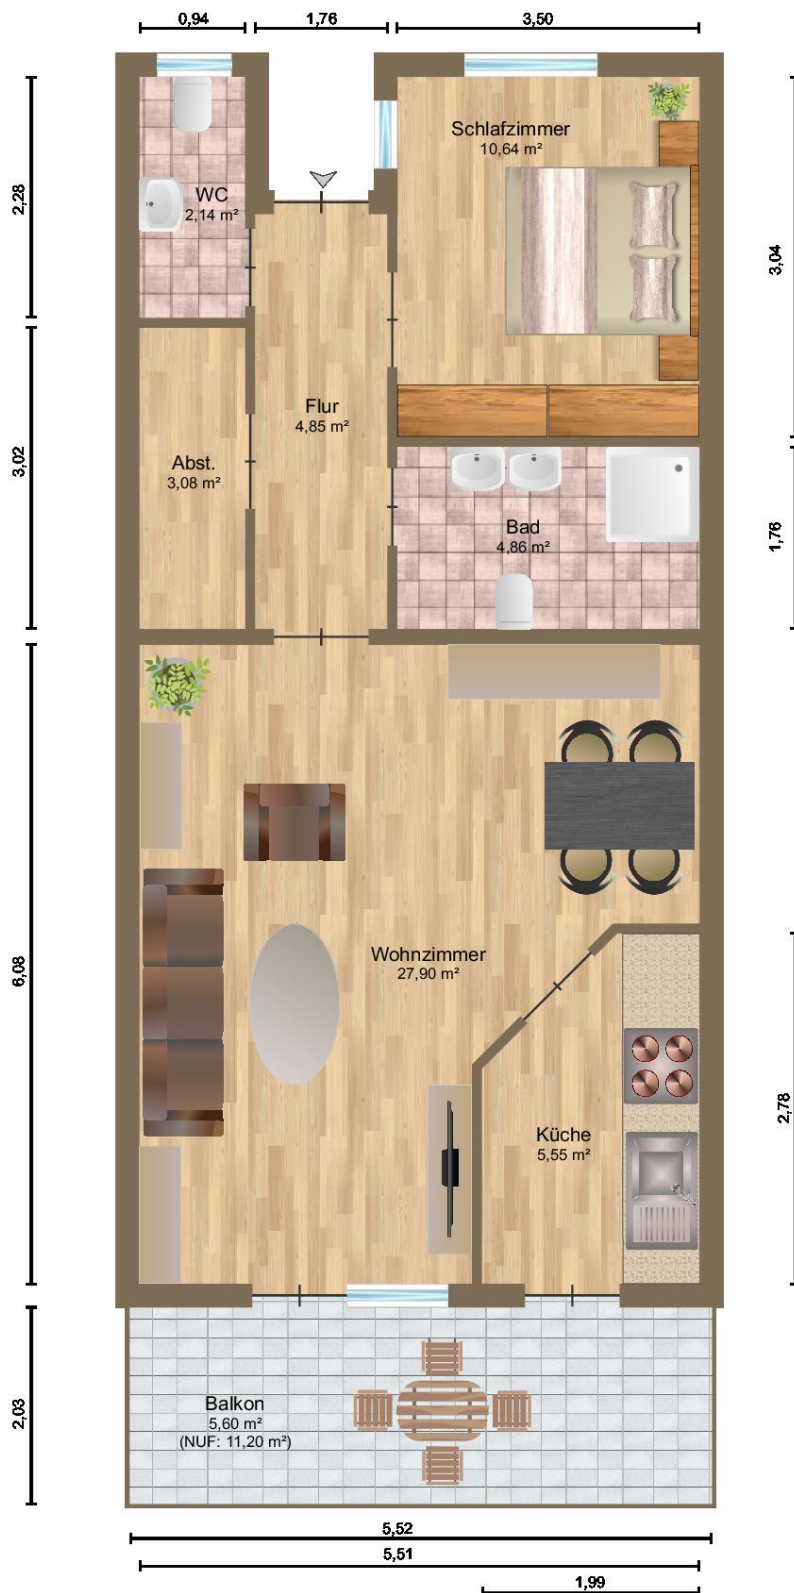 0,94
1,76
3,50
Schlafzimmer
10,64 m²
WC
2,14 m²
2,28
3,04
Flur
4,85 m²
Abst.
3,08 m²
3,02
Bad
4,86 m²
1,76
Wohnzimmer
27,90 m²
6,08
Küche
5,55 m²
2,78
Balkon
5,60 m²
(NUF: 11,20 m²)
2,03
5,52
5,51
1,99